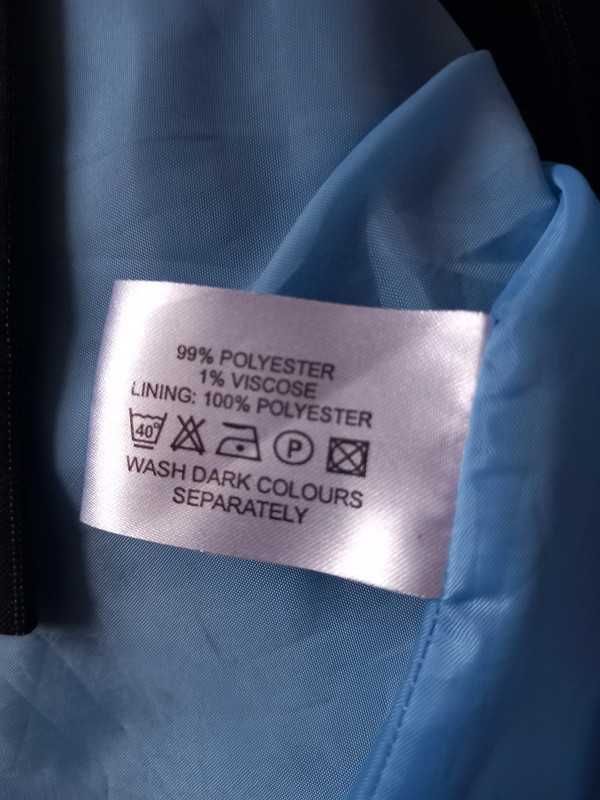 99% POLYESTER
1% VISCOSE
LINING: 100% POLYESTER
40° P
WASH DARK COLOURS
SEPARATELY